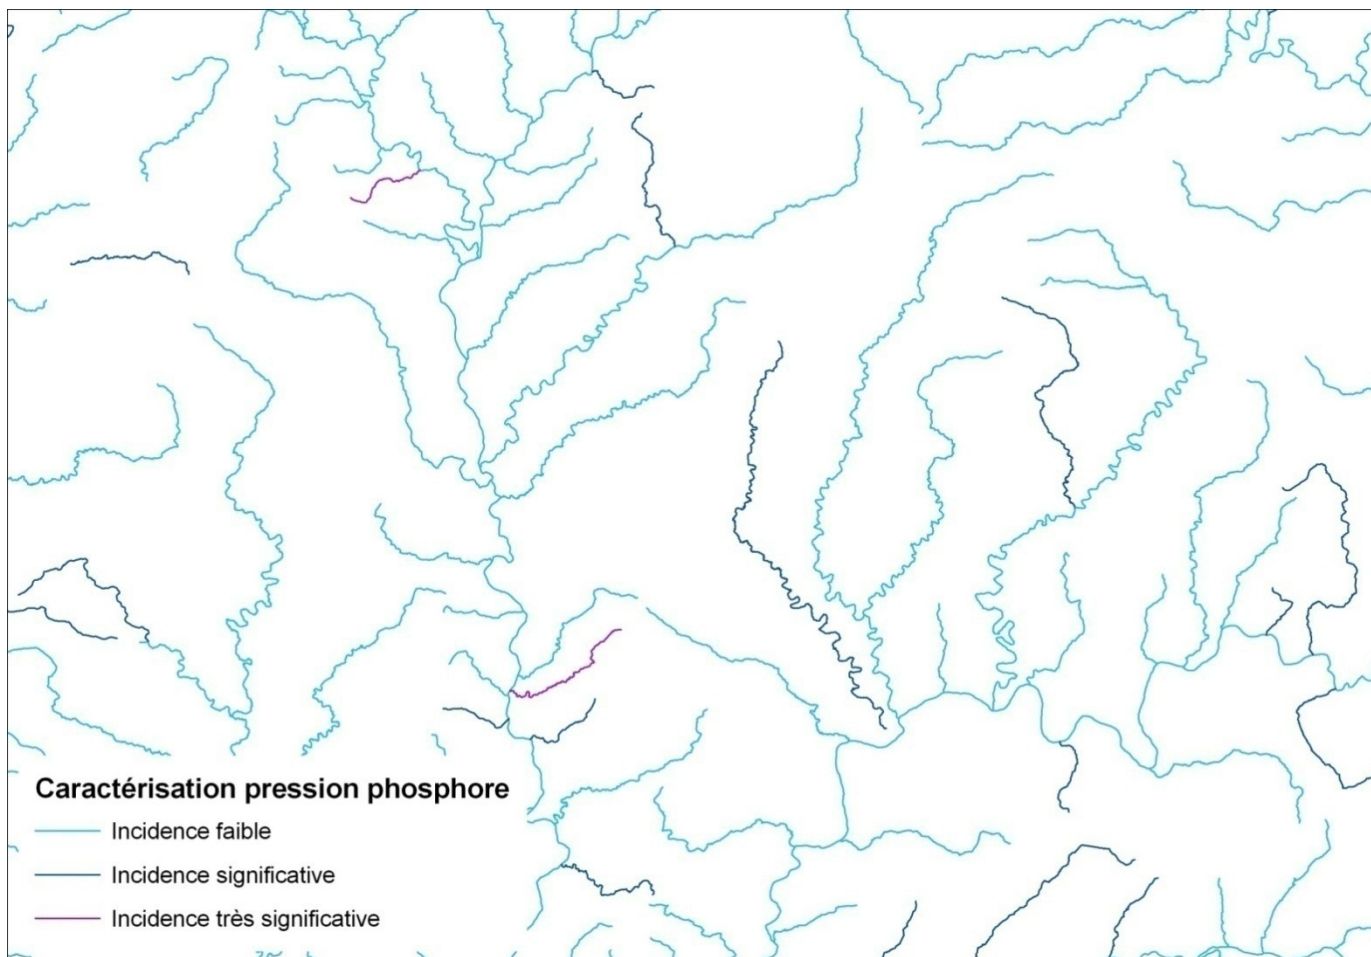 Caractérisation pression phosphore
Incidence faible
Incidence significative
Incidence très significative